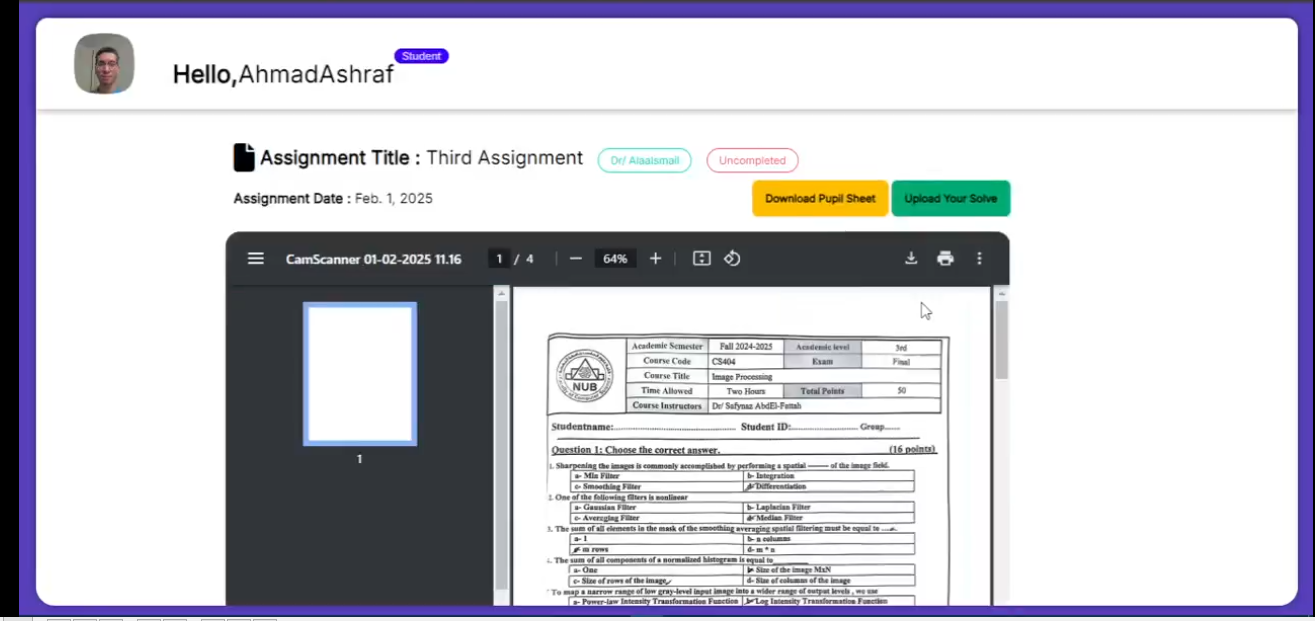 Student
Hello,AhmadAshraf
Assignment Title : Third Assignment
Dr/ Alaaismail
Uncompleted
Assignment Date : Feb. 1, 2025
Download Pupil Sheet
Upload Your Solve
CamScanner 01-02-2025 11.16
1 / 4
64%
1
NUB
Academic Semester Fall 2024-2025 Academic level 3rd
Course Code CS404 Exam Final
Course Title Image Processing
Time Allowed Two Hours Total Points 50
Course Instructors Dr/ Safynaz AbdEl-Fattah
Studentname:........ Student ID:........ Group......
Question 1: Choose the correct answer. (16 points)
1. Sharpening the images is commonly accomplished by performing a spatial —— of the image field.
a- Min Filter b- Integration
c- Smoothing Filter d- Differentiation
2. One of the following filters is nonlinear
a- Gaussian Filter b- Laplacian Filter
c- Averaging Filter d- Median Filter
3. The sum of all elements in the mask of the smoothing averaging spatial filtering must be equal to
a- 1 b- n columns
m rows d- m * n
The sum of all components of a normalized histogram is equal to
a- One Size of the image MxN
c- Size of rows of the image d- Size of columns of the image
To map a narrow range of low gray-level input image into a wider range of output levels , we use
a- Power-law Intensity Transformation Function Log Intensity Transformation Function